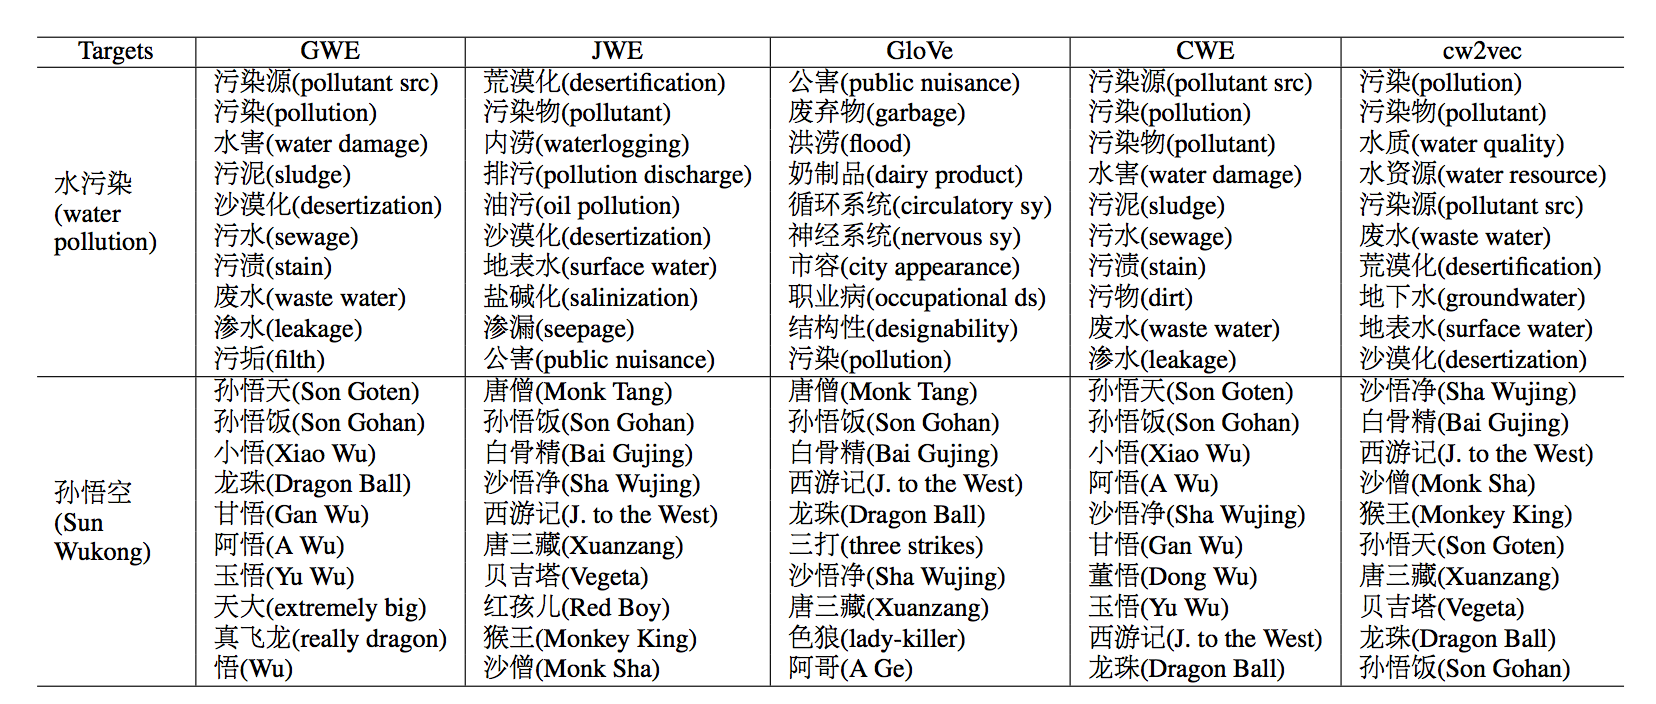 Targets GWE JWE GloVe CWE cw2vec
污染源(pollutant src) 荒漠化(desertification) 公害(public nuisance) 污染源(pollutant src) 污染(pollution)
污染(pollution) 污染物(pollutant) 废弃物(garbage) 污染(pollution) 污染物(pollutant)
水害(water damage) 内涝(waterlogging) 洪涝(flood) 污染物(pollutant) 水质(water quality)
水污染 污泥(sludge) 排污(pollution discharge) 奶制品(dairy product) 水害(water damage) 水资源(water resource)
(water 沙漠化(desertization) 油污(oil pollution) 循环系统(circulatory sy) 污泥(sludge) 污染源(pollutant src)
pollution) 污水(sewage) 沙漠化(desertization) 神经系统(nervous sy) 污水(sewage) 废水(waste water)
污渍(stain) 地表水(surface water) 市容(city appearance) 污渍(stain) 荒漠化(desertification)
废水(waste water) 盐碱化(salinization) 职业病(occupational ds) 污物(dirt) 地下水(groundwater)
渗水(leakage) 渗漏(seepage) 结构性(designability) 废水(waste water) 地表水(surface water)
污垢(filth) 公害(public nuisance) 污染(pollution) 渗水(leakage) 沙漠化(desertization)
孙悟天(Son Goten) 唐僧(Monk Tang) 唐僧(Monk Tang) 孙悟天(Son Goten) 沙悟净(Sha Wujing)
孙悟饭(Son Gohan) 孙悟饭(Son Gohan) 孙悟饭(Son Gohan) 孙悟饭(Son Gohan) 白骨精(Bai Gujing)
小悟(Xiao Wu) 白骨精(Bai Gujing) 白骨精(Bai Gujing) 小悟(Xiao Wu) 西游记(J. to the West)
孙悟空 龙珠(Dragon Ball) 沙悟净(Sha Wujing) 西游记(J. to the West) 阿悟(A Wu) 沙僧(Monk Sha)
(Sun 甘悟(Gan Wu) 西游记(J. to the West) 龙珠(Dragon Ball) 沙悟净(Sha Wujing) 猴王(Monkey King)
Wukong) 阿悟(A Wu) 唐三藏(Xuanzang) 三打(three strikes) 甘悟(Gan Wu) 孙悟天(Son Goten)
玉悟(Yu Wu) 贝吉塔(Vegeta) 沙悟净(Sha Wujing) 董悟(Dong Wu) 唐三藏(Xuanzang)
天大(extremely big) 红孩儿(Red Boy) 唐三藏(Xuanzang) 玉悟(Yu Wu) 贝吉塔(Vegeta)
真飞龙(really dragon) 猴王(Monkey King) 色狼(lady-killer) 西游记(J. to the West) 龙珠(Dragon Ball)
悟(Wu) 沙僧(Monk Sha) 阿哥(A Ge) 龙珠(Dragon Ball) 孙悟饭(Son Gohan)